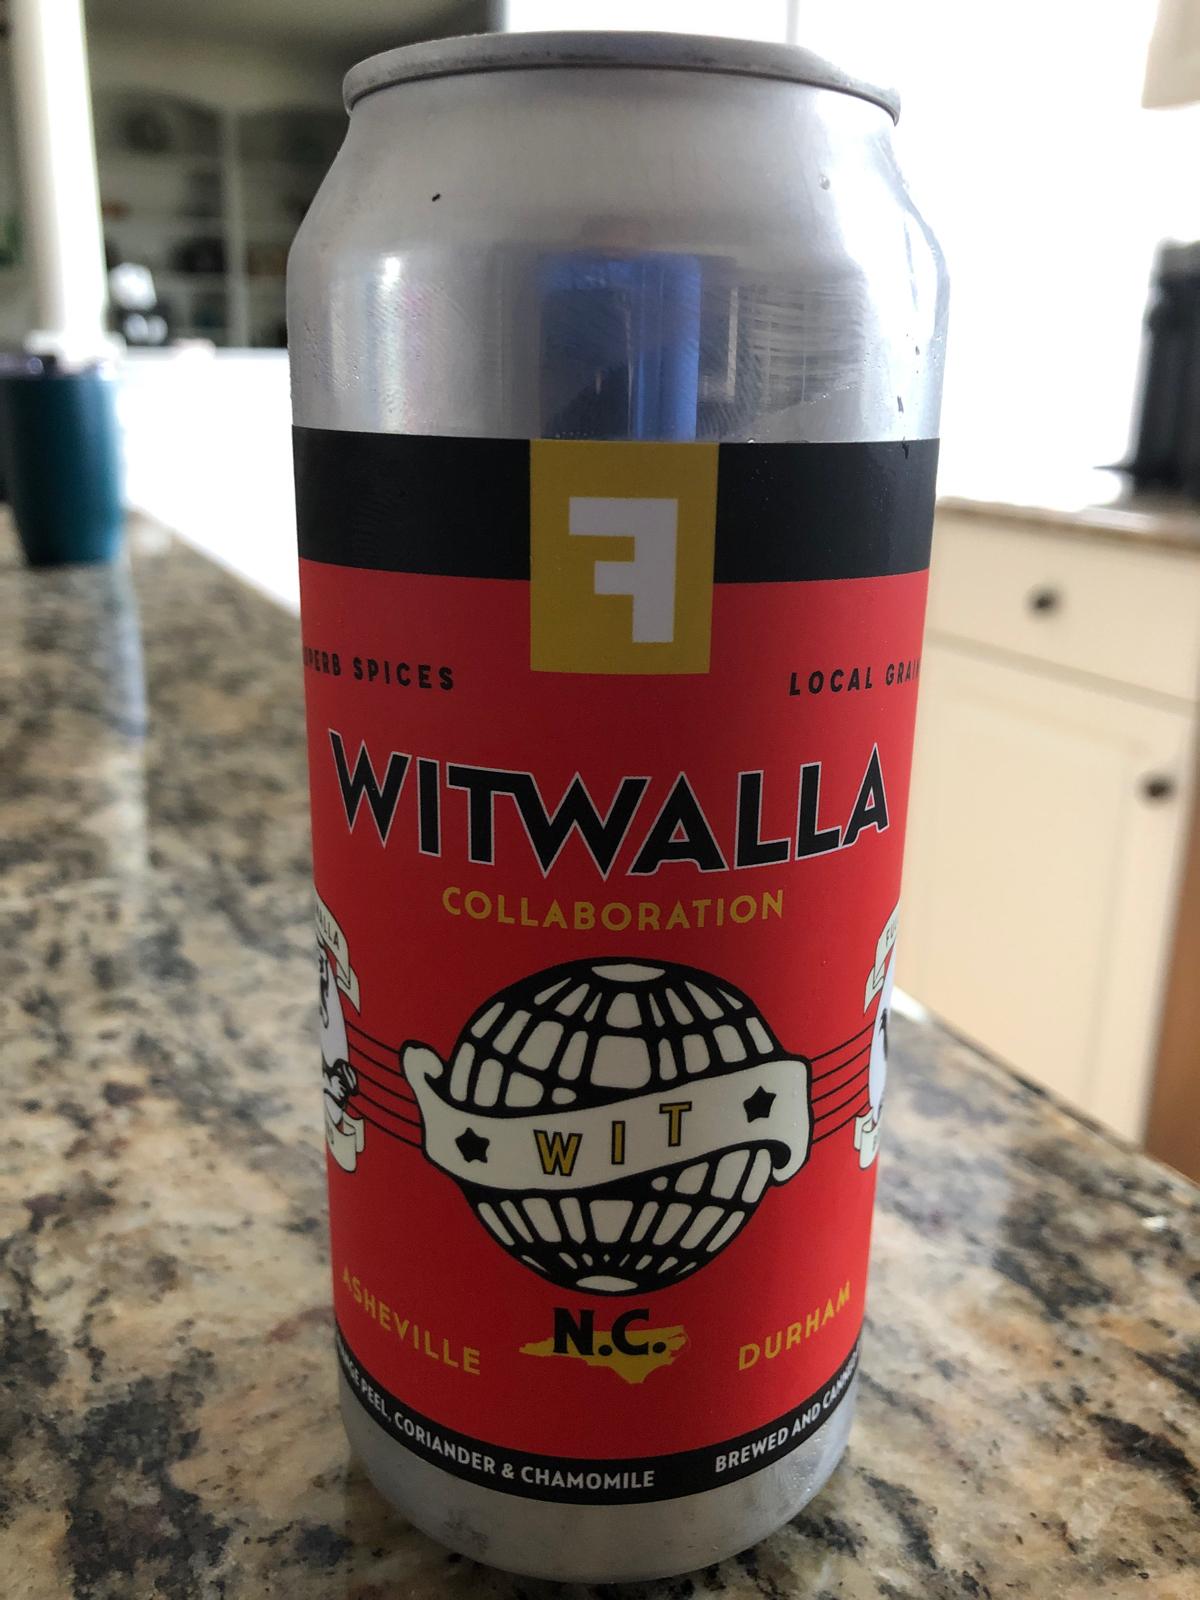 F
SPICES
LOCAL
WITWALLA
COLLABORATION
WIT
ASHEVILLE
N.C.
DURHAM
PEEL, CORIANDER & CHAMOMILE
BREWED AND